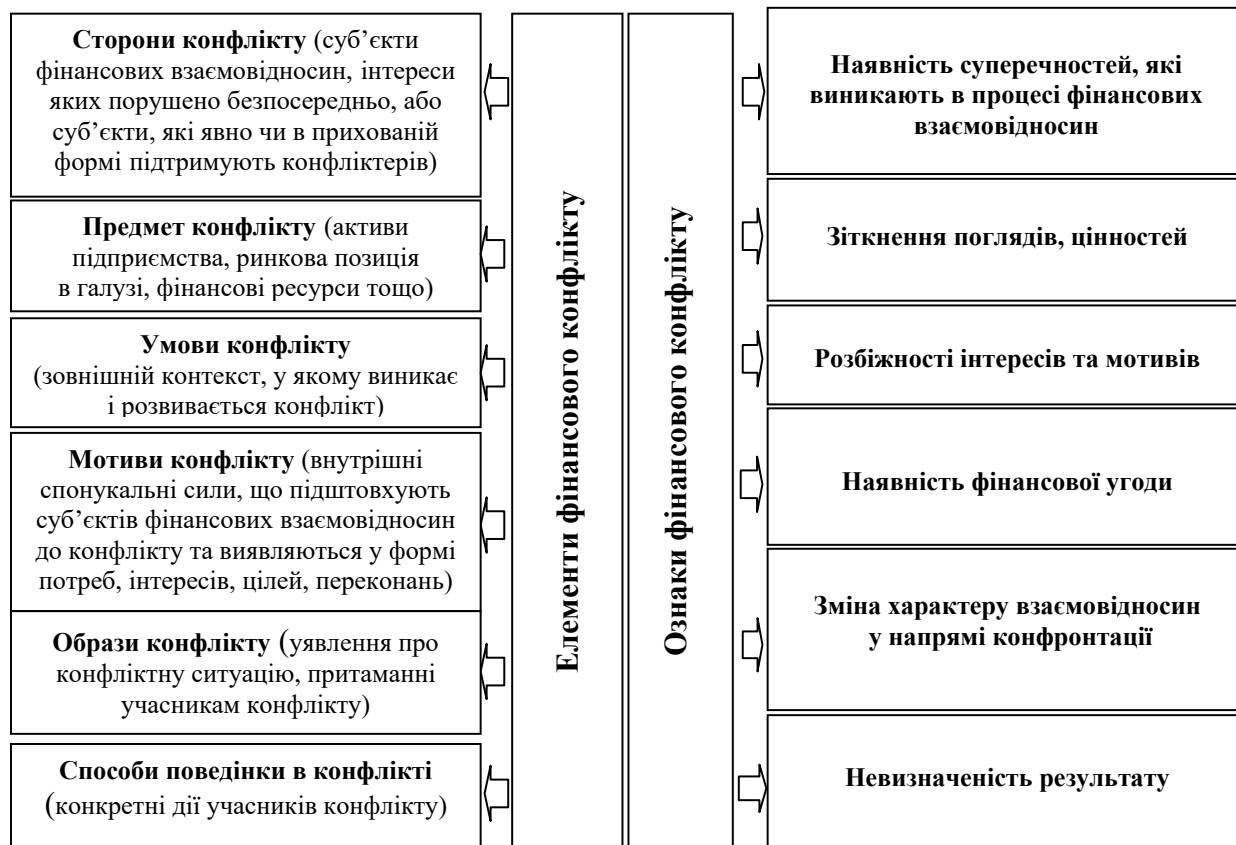 Сторони конфлікту (суб’єкти
фінансових взаємовідносин, інтереси
яких порушено безпосередньо, або
суб’єкти, які явно чи в прихованій
формі підтримують конфліктерів)
Предмет конфлікту (активи
підприємства, ринкова позиція
в галузі, фінансові ресурси тощо)
Умови конфлікту
(зовнішній контекст, у якому виникає
і розвивається конфлікт)
Мотиви конфлікту (внутрішні
спонукальні сили, що підштовхують
суб’єктів фінансових взаємовідносин
до конфлікту та виявляються у формі
потреб, інтересів, цілей, переконань)
Образи конфлікту (уявлення про
конфліктну ситуацію, притаманні
учасникам конфлікту)
Способи поведінки в конфлікті
(конкретні дії учасників конфлікту)
Елементи фінансового конфлікту
Ознаки фінансового конфлікту
Наявність суперечностей, які
виникають в процесі фінансових
взаємовідносин
Зіткнення поглядів, цінностей
Розбіжності інтересів та мотивів
Наявність фінансової угоди
Зміна характеру взаємовідносин
у напрямі конфронтації
Невизначеність результату